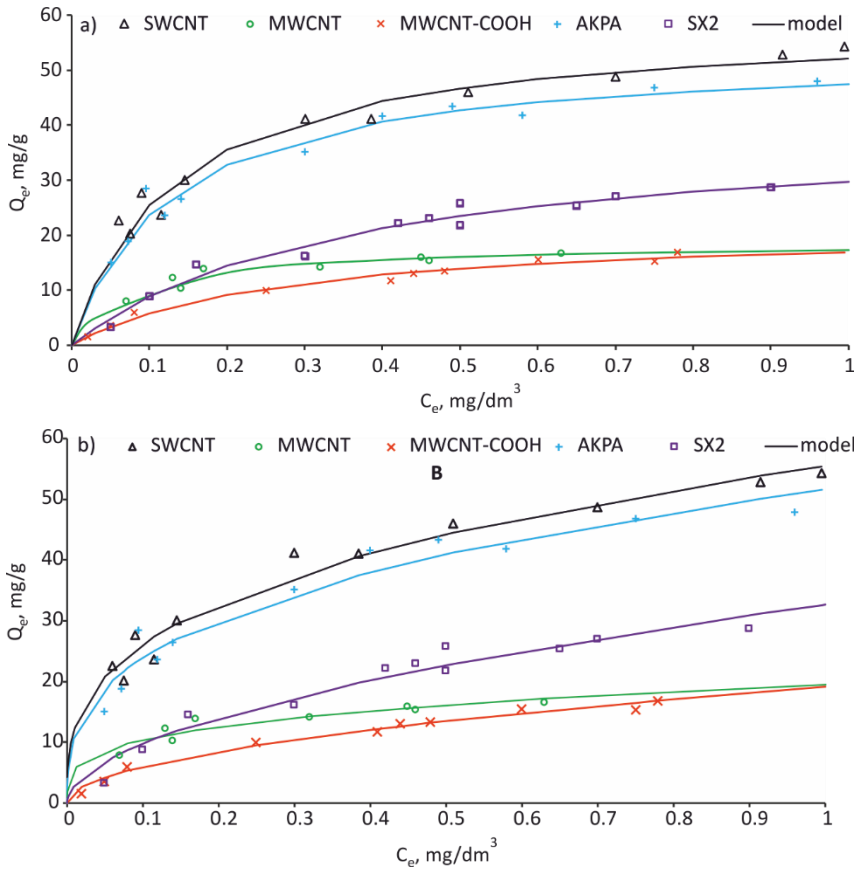 a) SWCNT MWCNT MWCNT-COOH AKPA SX2 model
60
50
40
30
20
10
0
Qe, mg/g
0 0.1 0.2 0.3 0.4 0.5 0.6 0.7 0.8 0.9 1
Ce, mg/dm³
b) SWCNT MWCNT MWCNT-COOH AKPA SX2 model
B
60
50
40
30
20
10
0
Qe, mg/g
0 0.1 0.2 0.3 0.4 0.5 0.6 0.7 0.8 0.9 1
Ce, mg/dm³